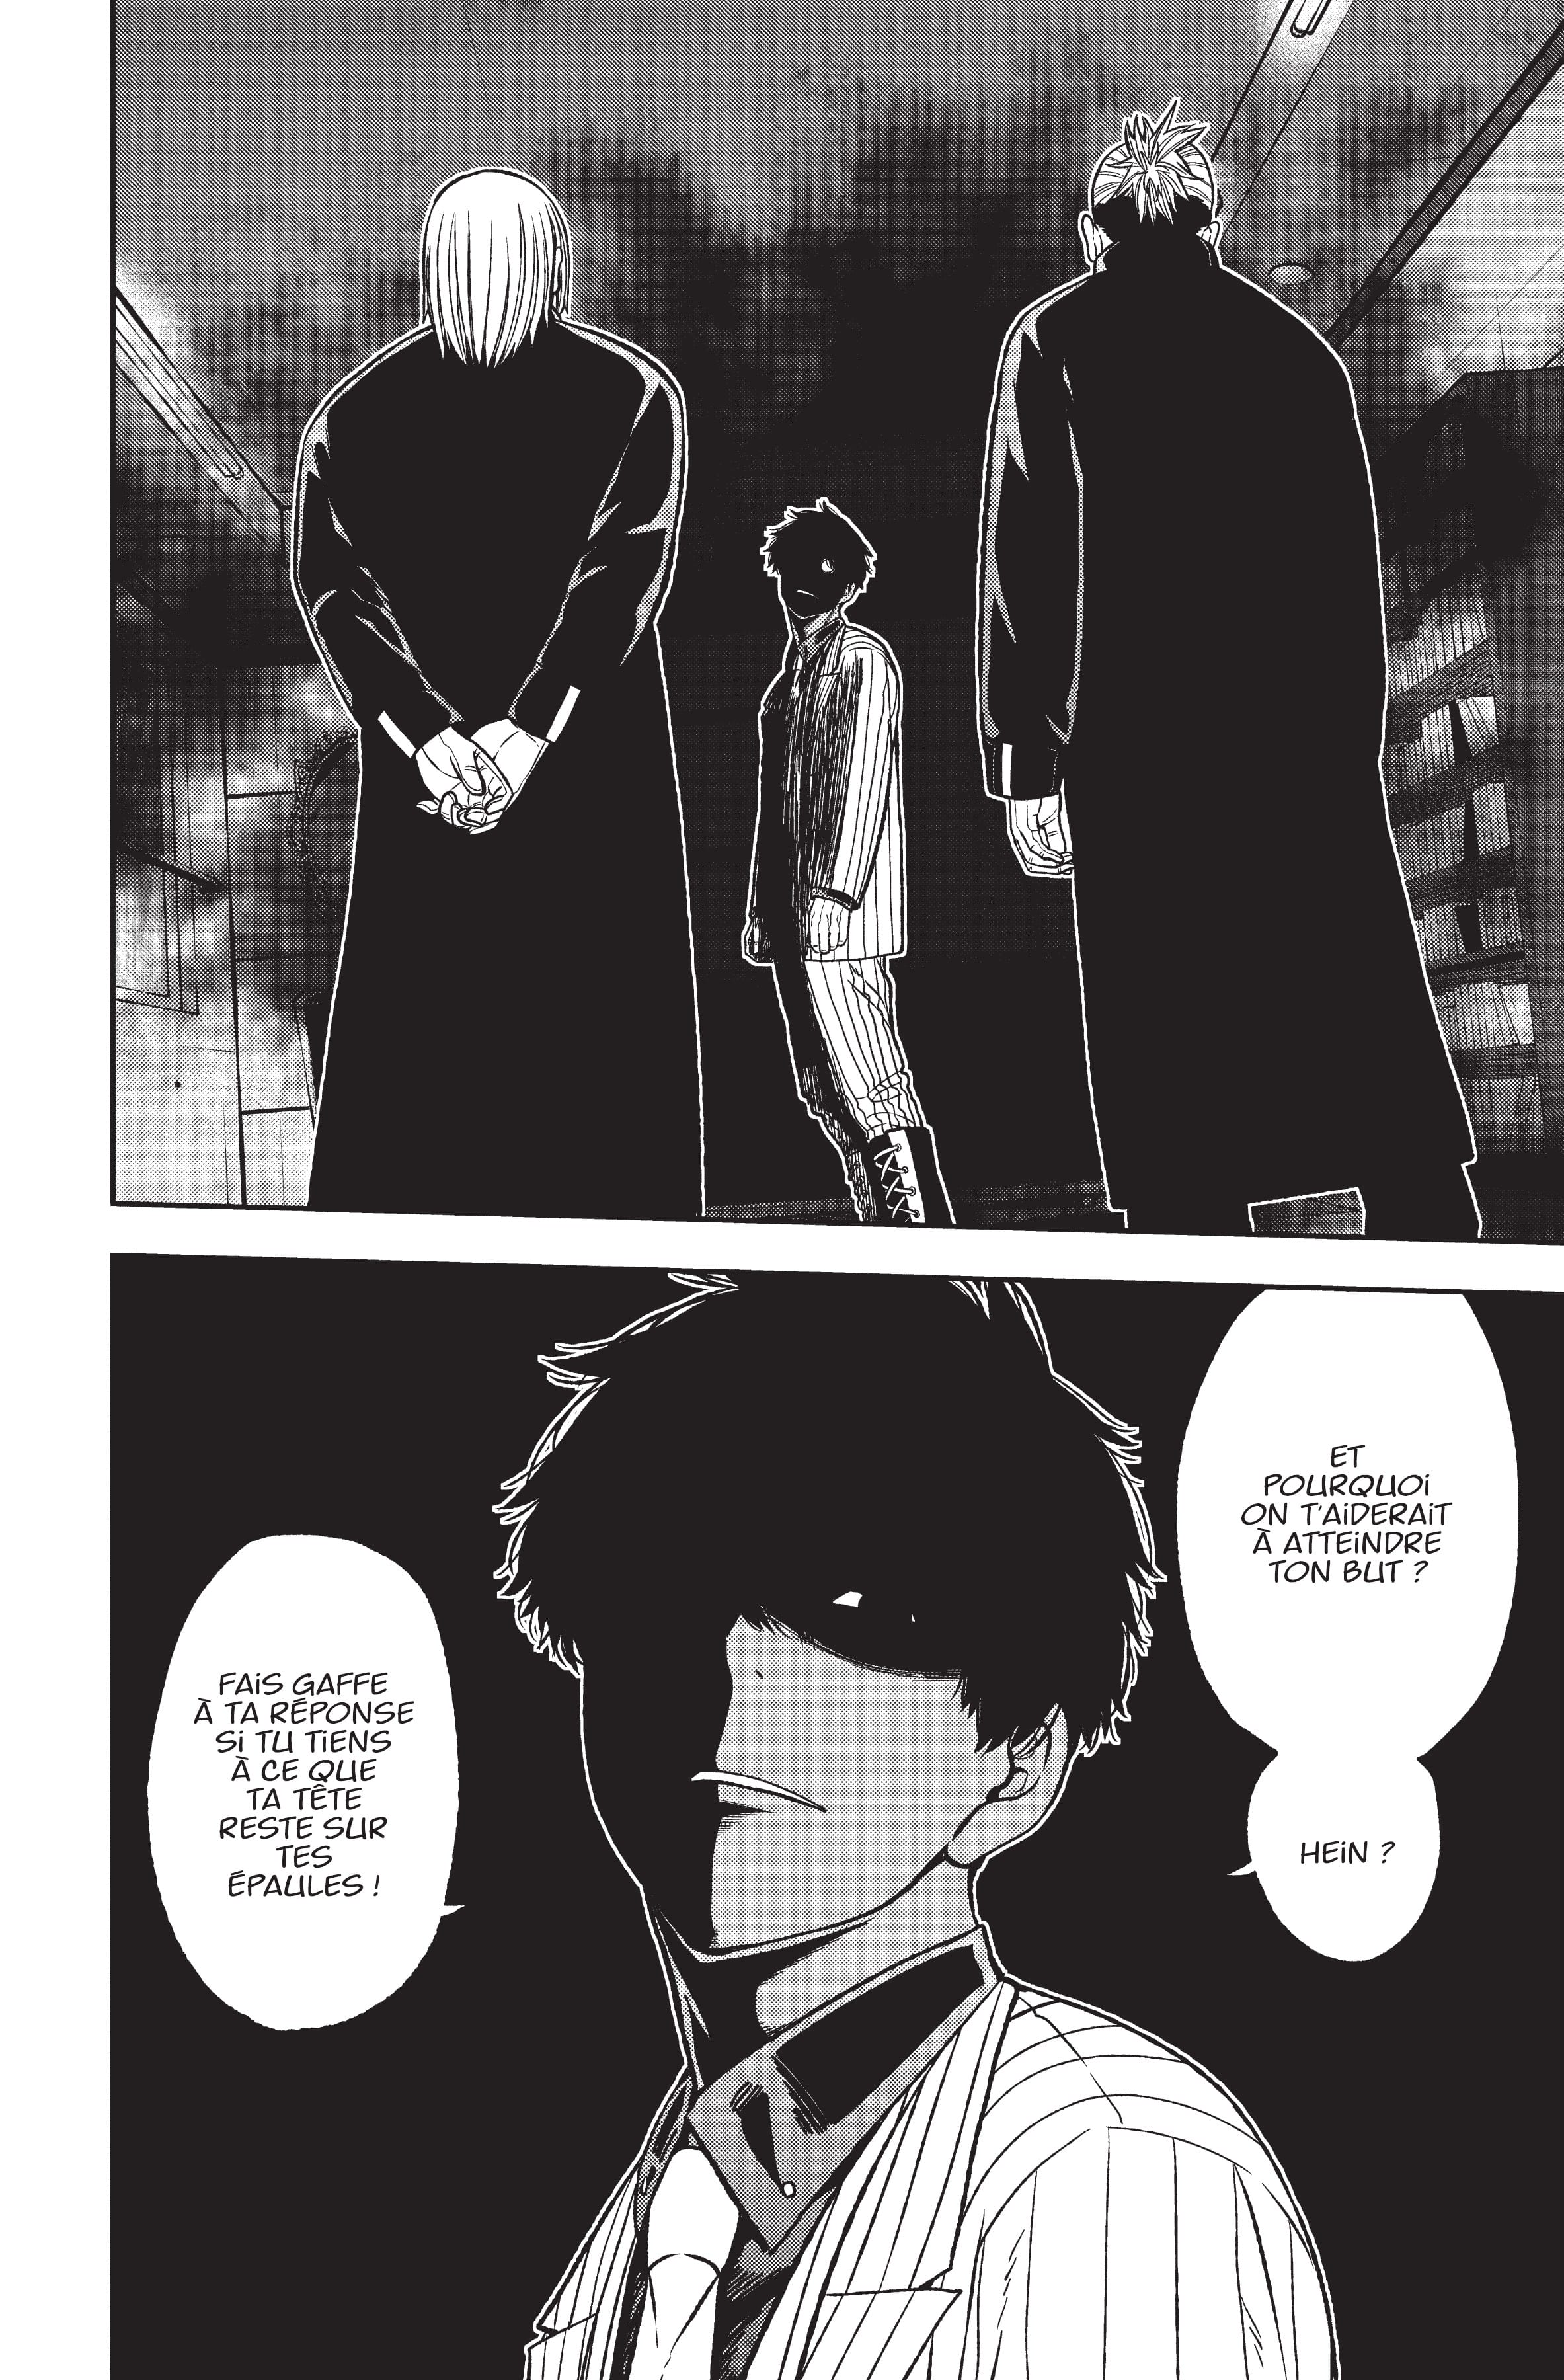 ET
POURQUOI
ON T'AIDERAIT
À ATTEINDRE
TON BUT ?
HEIN ?
FAIS GAFFE
À TA RÉPONSE
SI TU TIENS
À CE QUE
TA TÊTE
RESTE SUR
TES
ÉPAULES !